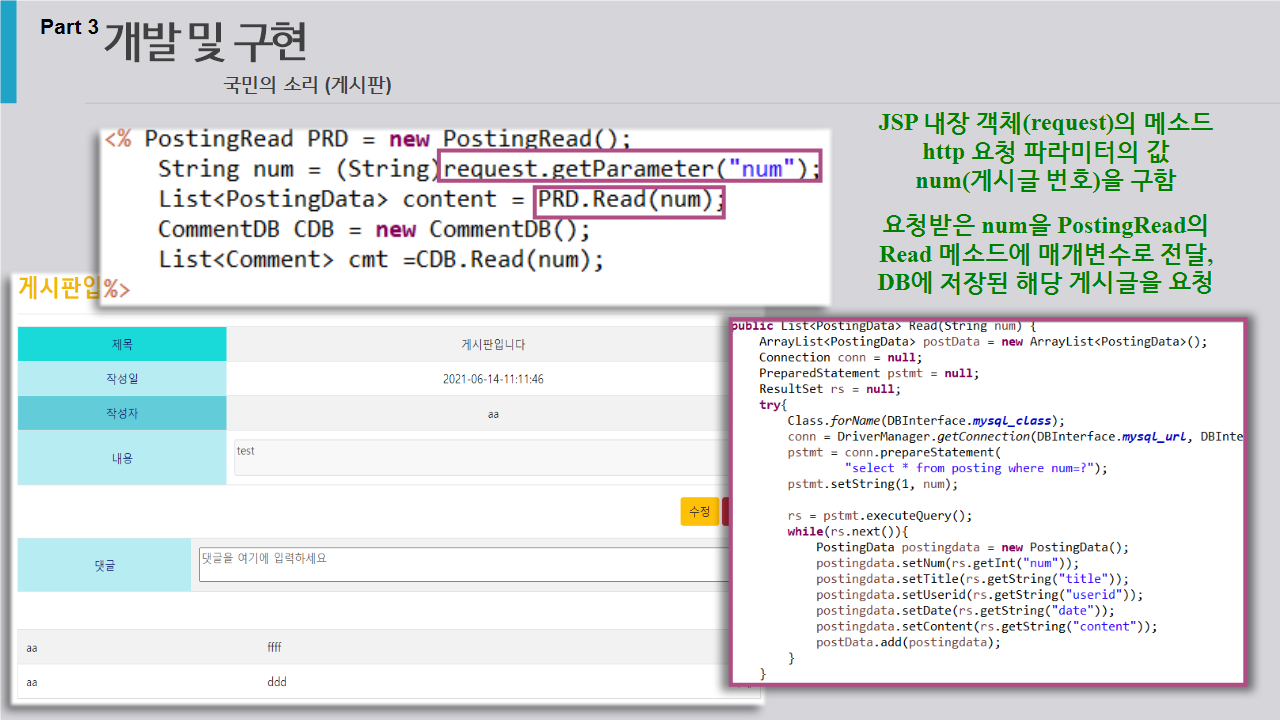 Part 3 개발 및 구현
국민의 소리 (게시판)
<% PostingRead PRD = new PostingRead();
String num = (String)request.getParameter("num");
List<PostingData> content = PRD.Read(num);
CommentDB CDB = new CommentDB();
List<Comment> cmt =CDB.Read(num);
%>
JSP 내장 객체(request)의 메소드
http 요청 파라미터의 값
num(게시글 번호)을 구함
요청받은 num을 PostingRead의
Read 메소드에 매개변수로 전달,
DB에 저장된 해당 게시글을 요청
게시판입
제목 게시판입니다
작성일 2021-06-14-11:11:46
작성자 aa
내용 test
수정
댓글 댓글을 여기에 입력하세요
aa ffff
aa ddd
public List<PostingData> Read(String num) {
ArrayList<PostingData> postData = new ArrayList<PostingData>();
Connection conn = null;
PreparedStatement pstmt = null;
ResultSet rs = null;
try{
Class.forName(DBInterface.mysql_class);
conn = DriverManager.getConnection(DBInterface.mysql_url, DBInte
pstmt = conn.prepareStatement(
"select * from posting where num=?");
pstmt.setString(1, num);
rs = pstmt.executeQuery();
while(rs.next()){
PostingData postingdata = new PostingData();
postingdata.setNum(rs.getInt("num"));
postingdata.setTitle(rs.getString("title"));
postingdata.setUserid(rs.getString("userid"));
postingdata.setDate(rs.getString("date"));
postingdata.setContent(rs.getString("content"));
postData.add(postingdata);
}
}